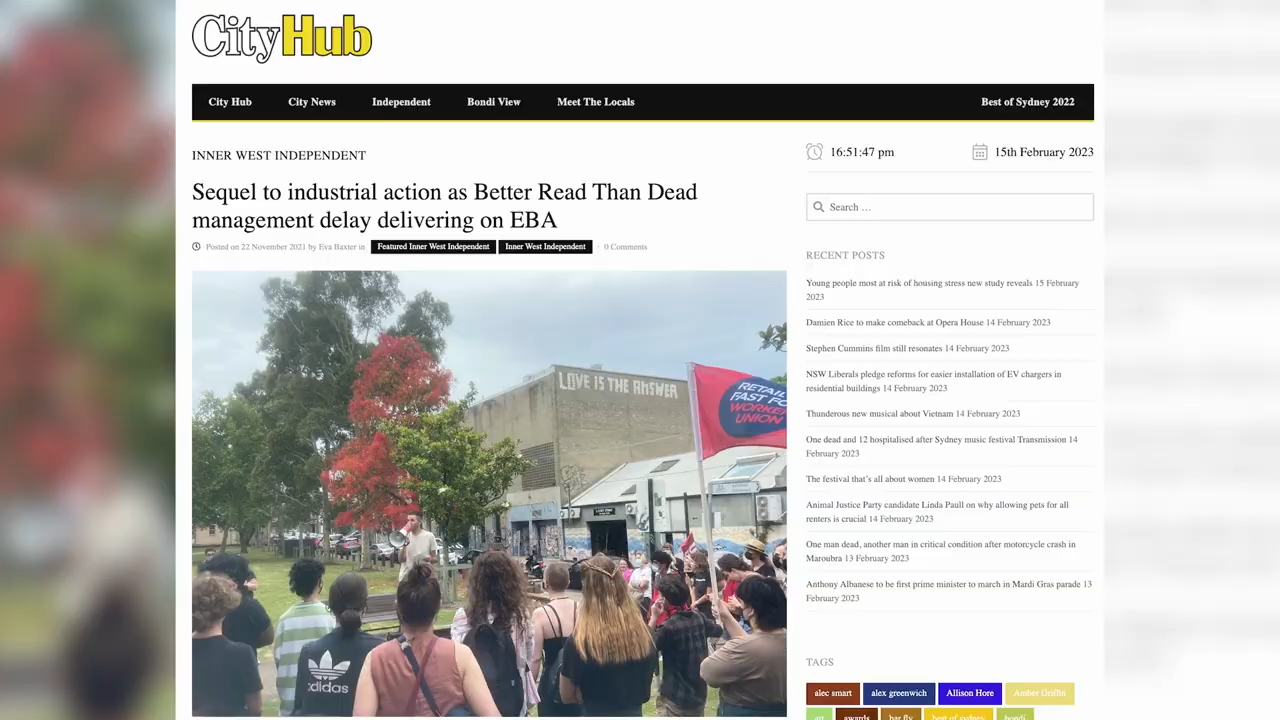 CityHub
City Hub City News Independent Bondi View Meet The Locals Best of Sydney 2022
INNER WEST INDEPENDENT
Sequel to industrial action as Better Read Than Dead
management delay delivering on EBA
Posted on 22 November 2021 by Eva Baxter in Featured Inner West Independent Inner West Independent · 0 Comments
LOVE IS THE ANSWER
RETAIL
FAST FO
WORKER
UNION
adidas
16:51:47 pm 15th February 2023
Search …
RECENT POSTS
Young people most at risk of housing stress new study reveals 15 February
2023
Damien Rice to make comeback at Opera House 14 February 2023
Stephen Cummins film still resonates 14 February 2023
NSW Liberals pledge reforms for easier installation of EV chargers in
residential buildings 14 February 2023
Thunderous new musical about Vietnam 14 February 2023
One dead and 12 hospitalised after Sydney music festival Transmission 14
February 2023
The festival that's all about women 14 February 2023
Animal Justice Party candidate Linda Paull on why allowing pets for all
renters is crucial 14 February 2023
One man dead, another man in critical condition after motorcycle crash in
Maroubra 13 February 2023
Anthony Albanese to be first prime minister to march in Mardi Gras parade 13
February 2023
TAGS
alec smart alex greenwich Allison Hore Amber Griffin
art awards bar fly best of sydney bondi